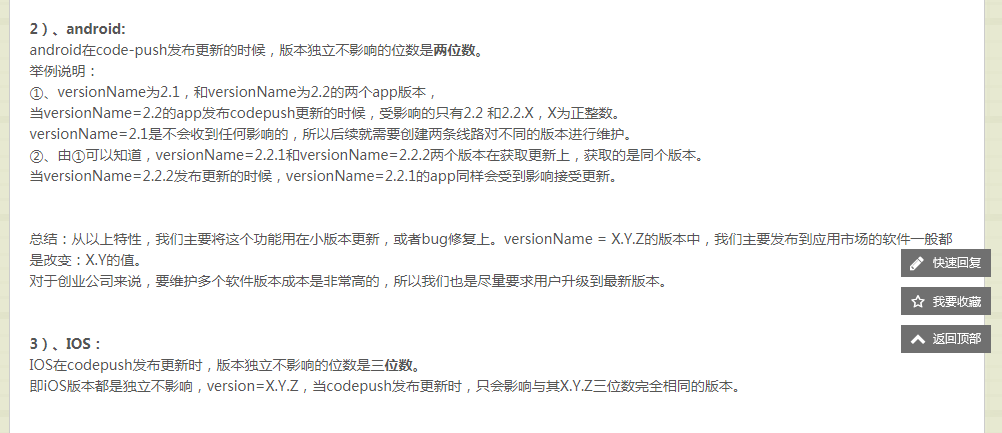 2）、android:
android在code-push发布更新的时候，版本独立不影响的位数是两位数。
举例说明：
①、versionName为2.1，和versionName为2.2的两个app版本，
当versionName=2.2的app发布codepush更新的时候，受影响的只有2.2 和2.2.X，X为正整数。
versionName=2.1是不会收到任何影响的，所以后续就需要创建两条线路对不同的版本进行维护。
②、由①可以知道，versionName=2.2.1和versionName=2.2.2两个版本在获取更新上，获取的是同个版本。
当versionName=2.2.2发布更新的时候，versionName=2.2.1的app同样会受到影响接受更新。
总结：从以上特性，我们主要将这个功能用在小版本更新，或者bug修复上。versionName = X.Y.Z的版本中，我们主要发布到应用市场的软件一般都
是改变：X.Y的值。
对于创业公司来说，要维护多个软件版本成本是非常高的，所以我们也是尽量要求用户升级到最新版本。
快速回复
我要收藏
返回顶部
3）、IOS：
IOS在codepush发布更新时，版本独立不影响的位数是三位数。
即iOS版本都是独立不影响，version=X.Y.Z，当codepush发布更新时，只会影响与其X.Y.Z三位数完全相同的版本。